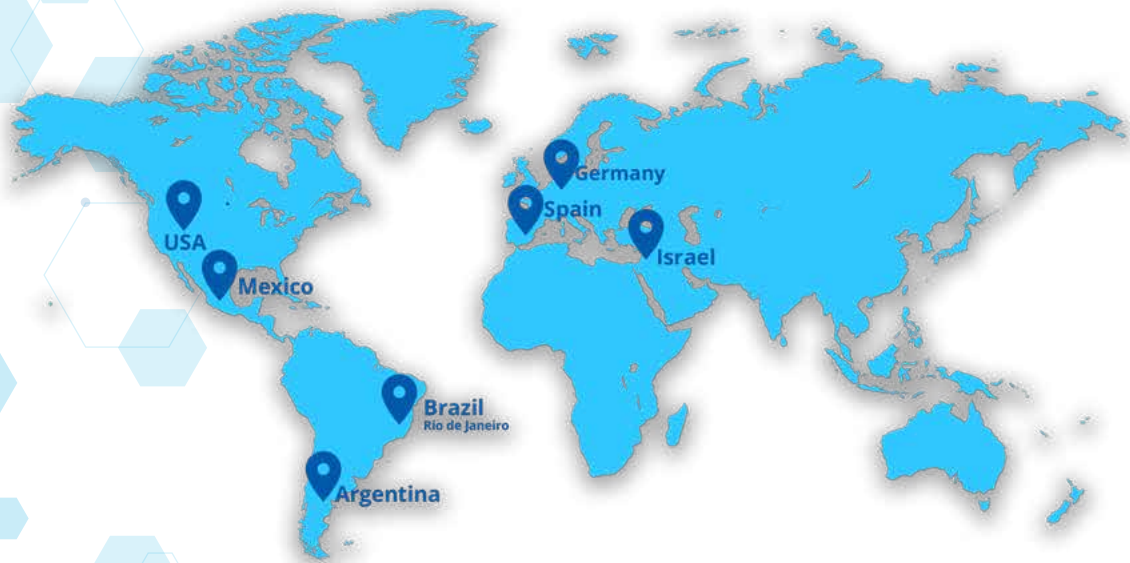 Germany
Spain
USA
Israel
Mexico
Brazil
Rio de Janeiro
Argentina